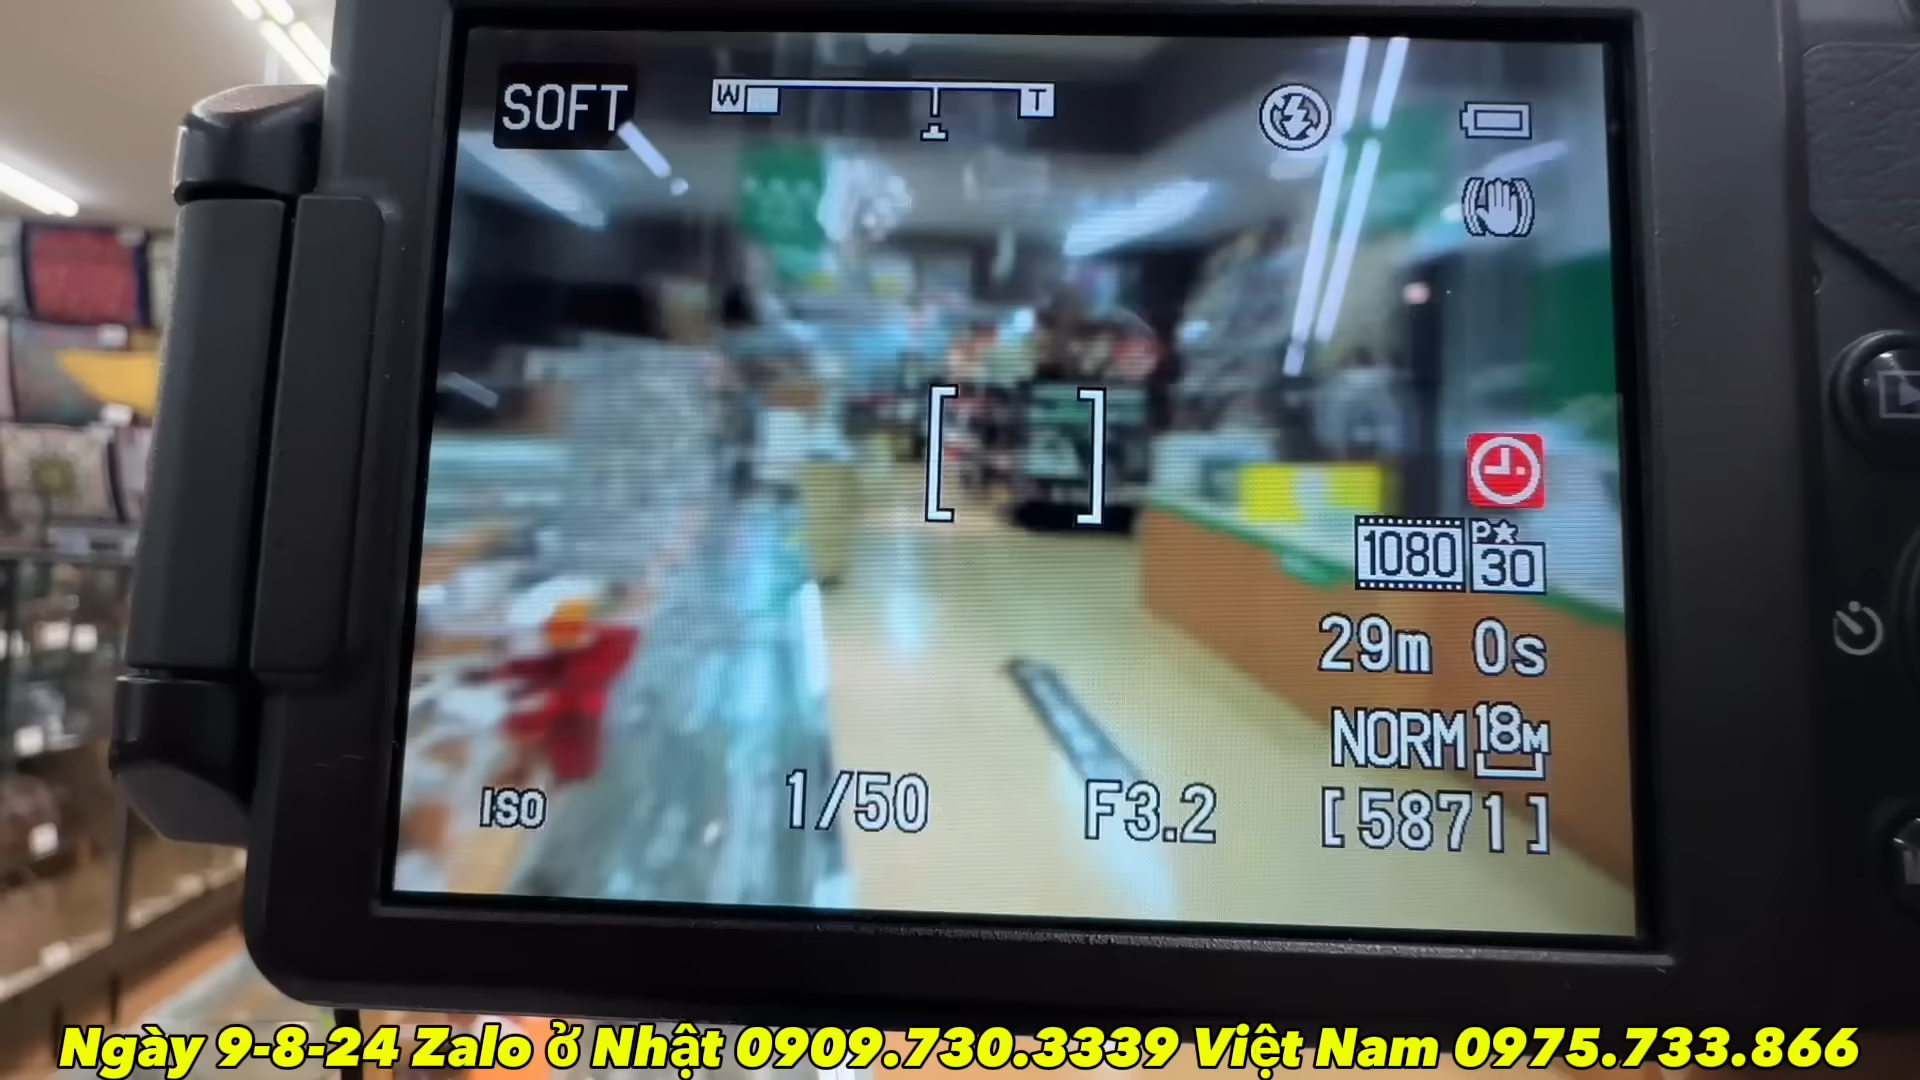 SOFT
W T
1080 P★ 30
29m 0s
NORM 18M
ISO 1/50 F3.2 [5871]
Ngày 9-8-24 Zalo ở Nhật 0909.730.3339 Việt Nam 0975.733.866